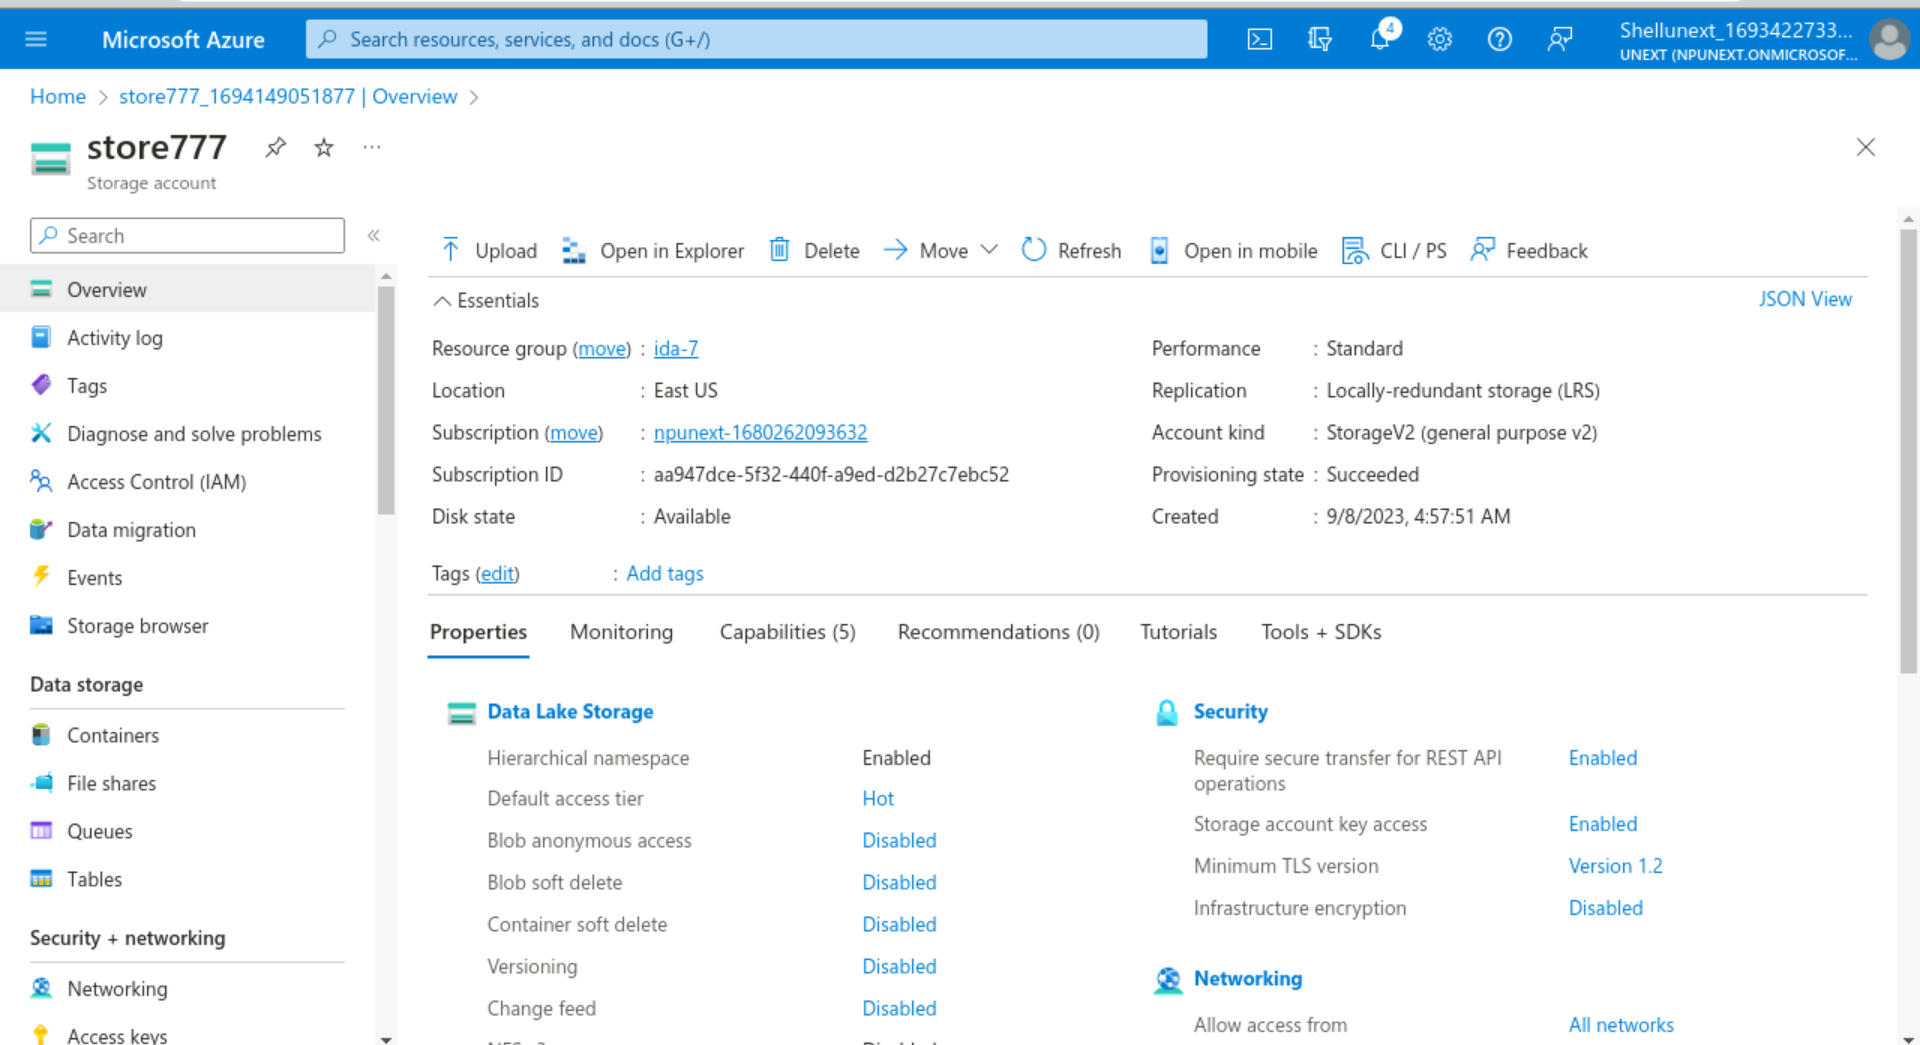 Microsoft Azure
Search resources, services, and docs (G+/)
4
Shellunext_1693422733...
UNEXT (NPUNEXT.ONMICROSOF...
Home > store777_1694149051877 | Overview >
store777
...
Storage account
Search
«
Overview
Activity log
Tags
Diagnose and solve problems
Access Control (IAM)
Data migration
Events
Storage browser
Data storage
Containers
File shares
Queues
Tables
Security + networking
Networking
Access keys
Upload
Open in Explorer
Delete
Move
Refresh
Open in mobile
CLI / PS
Feedback
Essentials
JSON View
Resource group (move) : ida-7
Location : East US
Subscription (move) : npunext-1680262093632
Subscription ID : aa947dce-5f32-440f-a9ed-d2b27c7ebc52
Disk state : Available
Performance : Standard
Replication : Locally-redundant storage (LRS)
Account kind : StorageV2 (general purpose v2)
Provisioning state : Succeeded
Created : 9/8/2023, 4:57:51 AM
Tags (edit) : Add tags
Properties
Monitoring
Capabilities (5)
Recommendations (0)
Tutorials
Tools + SDKs
Data Lake Storage
Hierarchical namespace Enabled
Default access tier Hot
Blob anonymous access Disabled
Blob soft delete Disabled
Container soft delete Disabled
Versioning Disabled
Change feed Disabled
Security
Require secure transfer for REST API Enabled
operations
Storage account key access Enabled
Minimum TLS version Version 1.2
Infrastructure encryption Disabled
Networking
Allow access from All networks